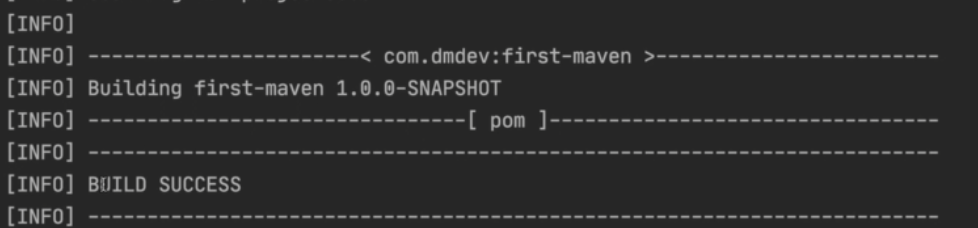 [INFO]
[INFO] -----------------------< com.dmdev:first-maven >------------------------
[INFO] Building first-maven 1.0.0-SNAPSHOT
[INFO] --------------------------------[ pom ]---------------------------------
[INFO] ------------------------------------------------------------------------
[INFO] BUILD SUCCESS
[INFO] ------------------------------------------------------------------------